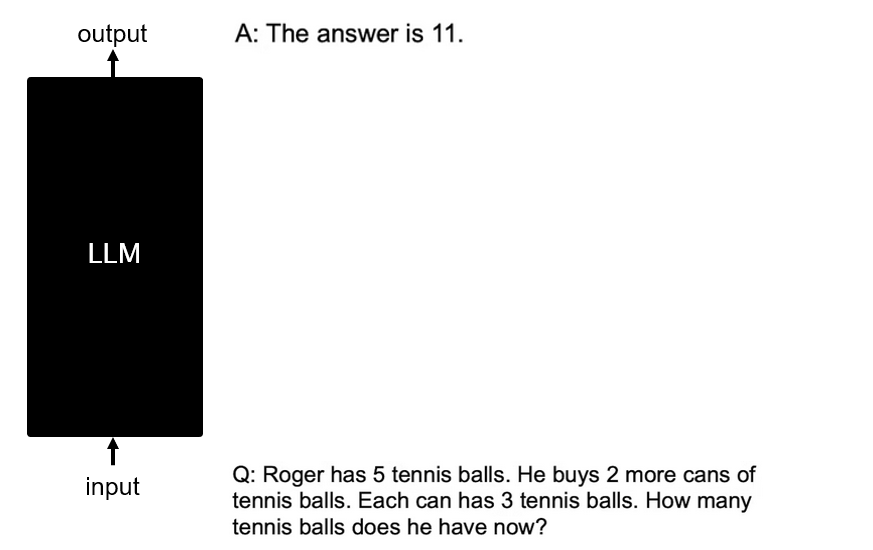 output
A: The answer is 11.
LLM
input
Q: Roger has 5 tennis balls. He buys 2 more cans of
tennis balls. Each can has 3 tennis balls. How many
tennis balls does he have now?